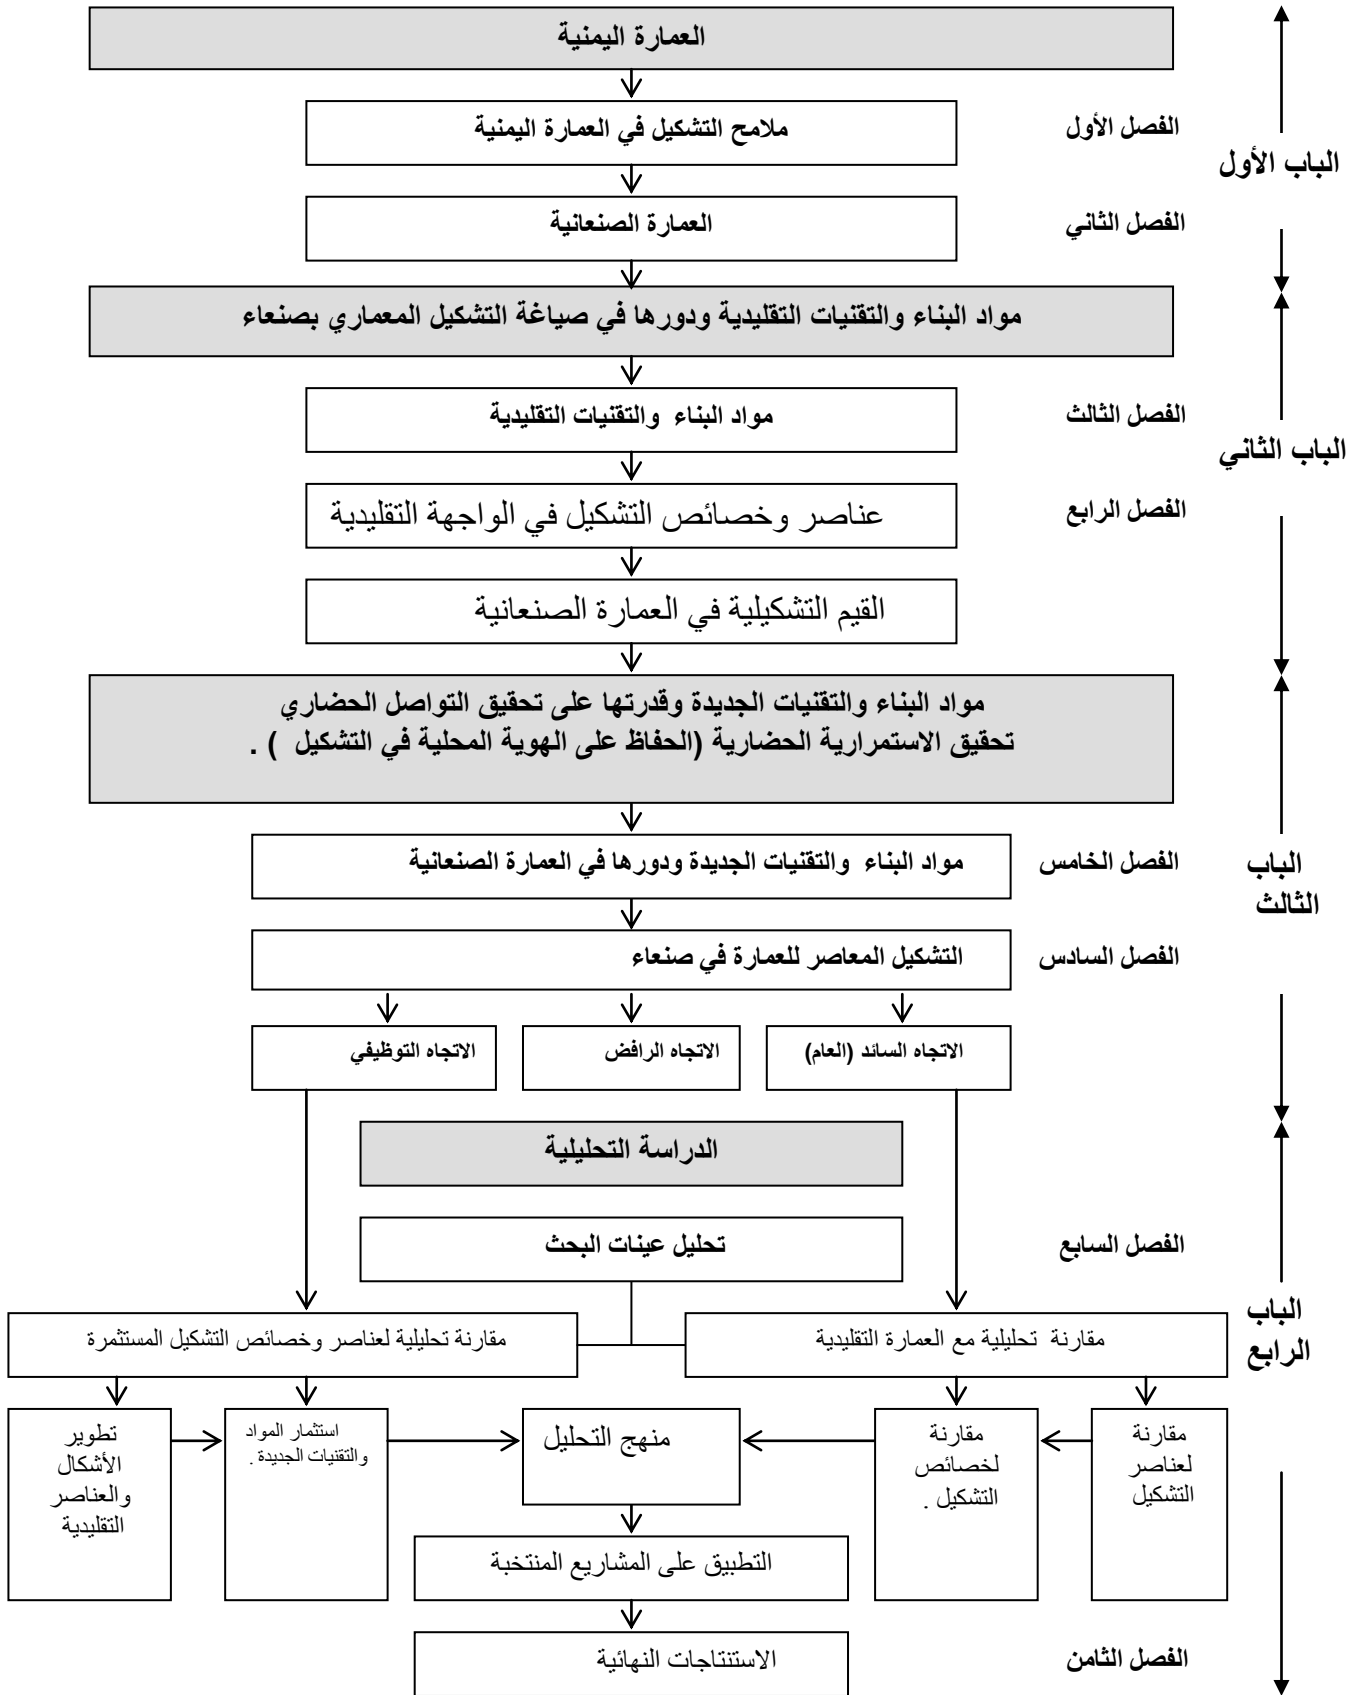 العمارة اليمنية
الفصل الأول
ملامح التشكيل في العمارة اليمنية
الباب الأول
الفصل الثاني
العمارة الصنعانية
مواد البناء والتقنيات التقليدية ودورها في صياغة التشكيل المعماري بصنعاء
الفصل الثالث
مواد البناء والتقنيات التقليدية
الباب الثاني
الفصل الرابع
عناصر وخصائص التشكيل في الواجهة التقليدية
القيم التشكيلية في العمارة الصنعانية
مواد البناء والتقنيات الجديدة وقدرتها على تحقيق التواصل الحضاري
تحقيق الاستمرارية الحضارية (الحفاظ على الهوية المحلية في التشكيل ) .
الباب
الثالث
الفصل الخامس
مواد البناء والتقنيات الجديدة ودورها في العمارة الصنعانية
الفصل السادس
التشكيل المعاصر للعمارة في صنعاء
الاتجاه السائد (العام)
الاتجاه الرافض
الاتجاه التوظيفي
الدراسة التحليلية
الفصل السابع
تحليل عينات البحث
الباب
الرابع
مقارنة تحليلية مع العمارة التقليدية
مقارنة تحليلية لعناصر وخصائص التشكيل المستثمرة
مقارنة
لعناصر
التشكيل
مقارنة
لخصائص
التشكيل .
منهج التحليل
استثمار المواد
والتقنيات الجديدة .
تطوير
الأشكال
والعناصر
التقليدية
التطبيق على المشاريع المنتخبة
الفصل الثامن
الاستنتاجات النهائية